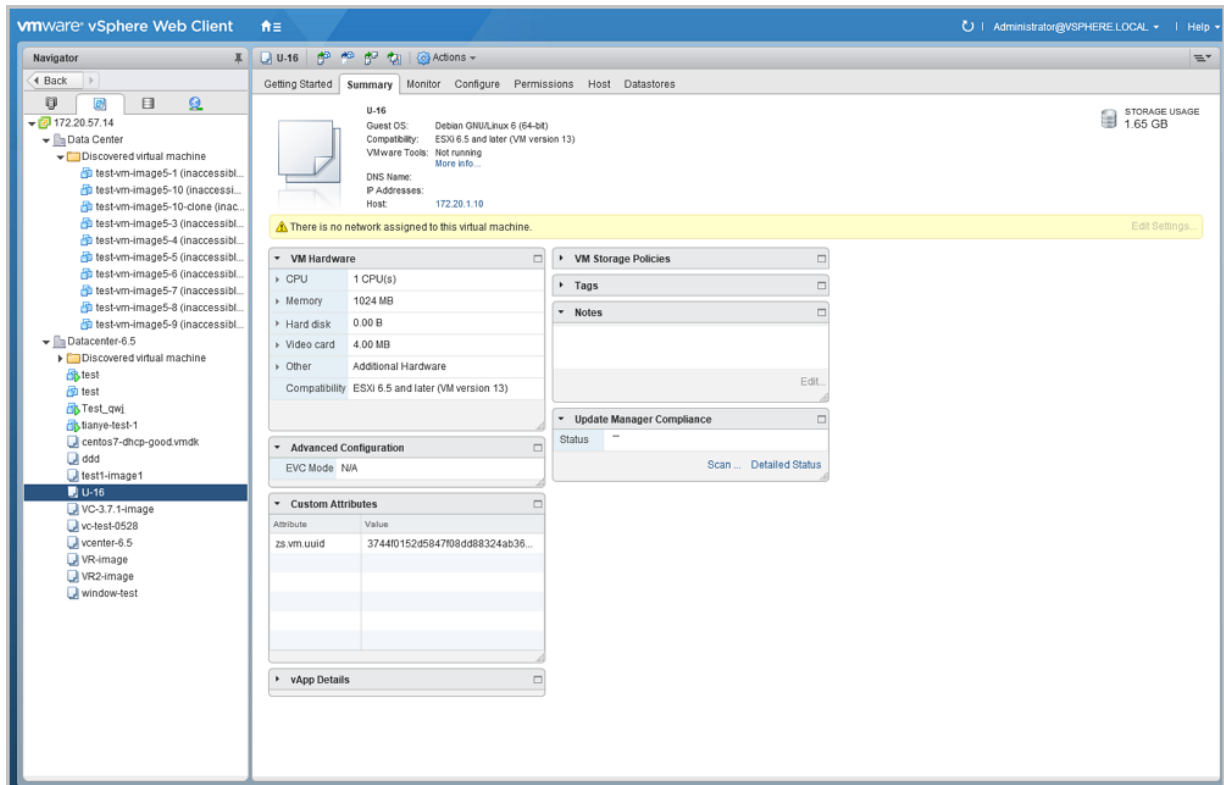 vmware® vSphere Web Client
Administrator@VSPHERE.LOCAL
Help
Navigator
Back
172.20.57.14
Data Center
Discovered virtual machine
test-vm-image5-1 (inaccessibl...
test-vm-image5-10 (inaccessi...
test-vm-image5-10-clone (inac...
test-vm-image5-3 (inaccessibl...
test-vm-image5-4 (inaccessibl...
test-vm-image5-5 (inaccessibl...
test-vm-image5-6 (inaccessibl...
test-vm-image5-7 (inaccessibl...
test-vm-image5-8 (inaccessibl...
test-vm-image5-9 (inaccessibl...
Datacenter-6.5
Discovered virtual machine
test
test
Test_qwj
tianye-test-1
centos7-dhcp-good.vmdk
ddd
test1-image1
U-16
VC-3.7.1-image
vc-test-0528
vcenter-6.5
VR-image
VR2-image
window-test
U-16
Actions
Getting Started Summary Monitor Configure Permissions Host Datastores
U-16
Guest OS: Debian GNU/Linux 6 (64-bit)
Compatibility: ESXi 6.5 and later (VM version 13)
VMware Tools: Not running
More info...
DNS Name:
IP Addresses:
Host: 172.20.1.10
STORAGE USAGE
1.65 GB
There is no network assigned to this virtual machine.
Edit Settings...
VM Hardware
CPU 1 CPU(s)
Memory 1024 MB
Hard disk 0.00 B
Video card 4.00 MB
Other Additional Hardware
Compatibility ESXi 6.5 and later (VM version 13)
Advanced Configuration
EVC Mode N/A
Custom Attributes
Attribute Value
zs.vm.uuid 3744f0152d5847f08dd88324ab36...
vApp Details
VM Storage Policies
Tags
Notes
Edit...
Update Manager Compliance
Status —
Scan ... Detailed Status